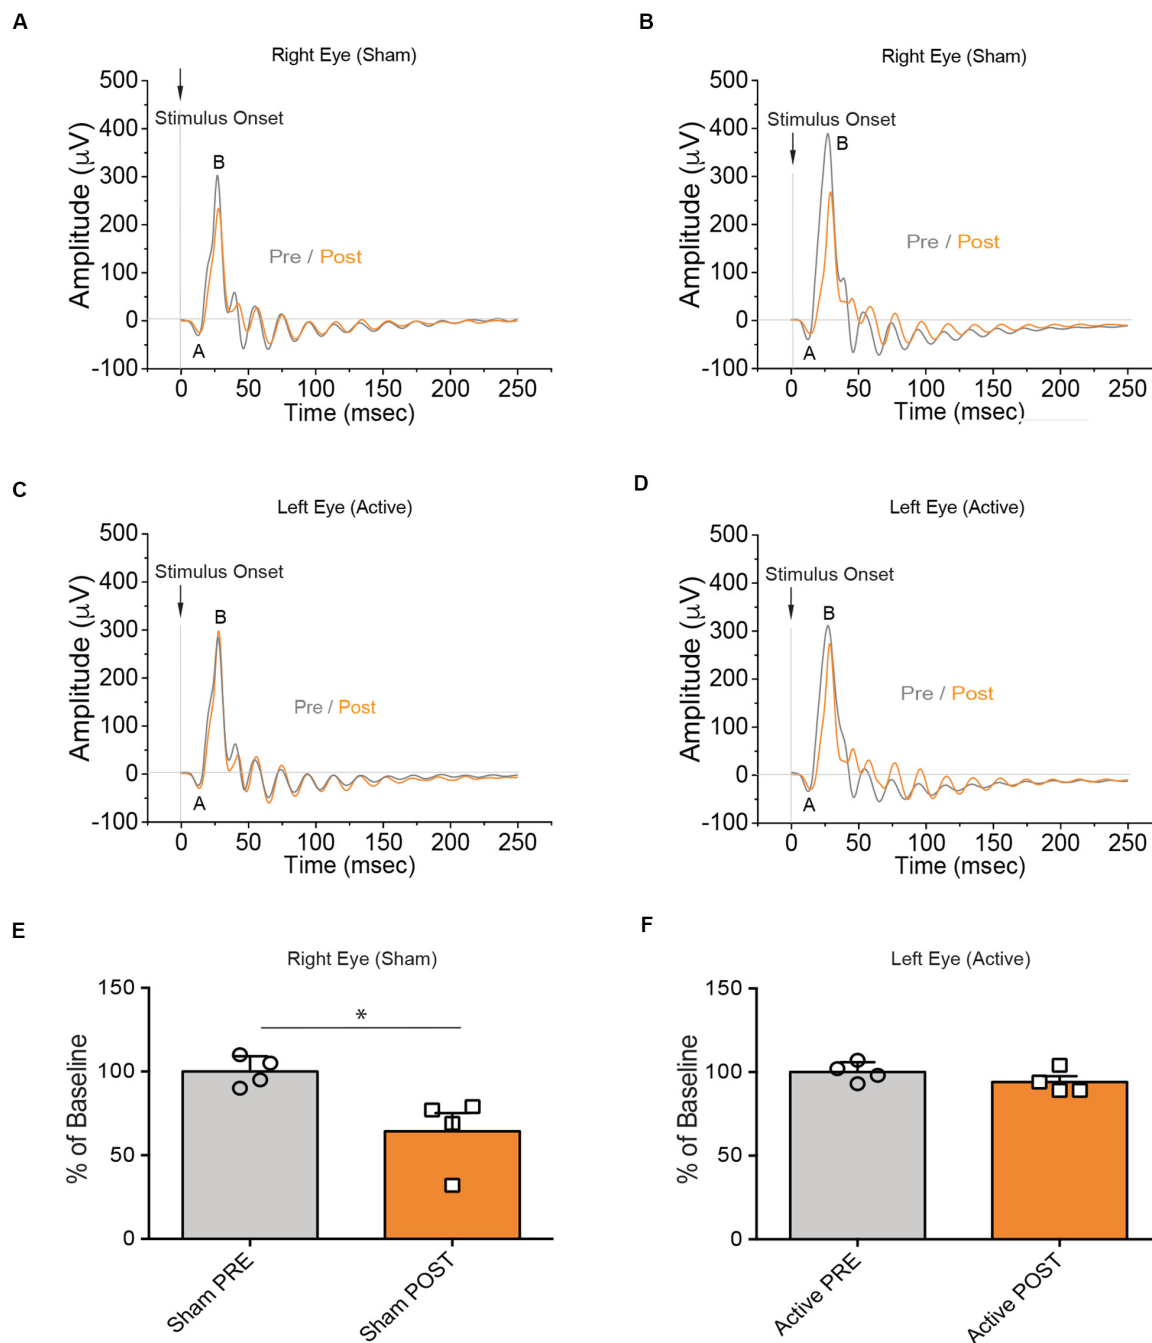 A
Right Eye (Sham)
500
400
300
200
100
0
-100
Amplitude (µV)
Stimulus Onset
B
Pre / Post
A
0 50 100 150 200 250
Time (msec)
B
Right Eye (Sham)
500
400
300
200
100
0
-100
Amplitude (µV)
Stimulus Onset
B
Pre / Post
A
0 50 100 150 200 250
Time (msec)
C
Left Eye (Active)
500
400
300
200
100
0
-100
Amplitude (µV)
Stimulus Onset
B
Pre / Post
A
0 50 100 150 200 250
Time (msec)
D
Left Eye (Active)
500
400
300
200
100
0
-100
Amplitude (µV)
Stimulus Onset
B
Pre / Post
A
0 50 100 150 200 250
Time (msec)
E
Right Eye (Sham)
150
100
50
0
% of Baseline
*
Sham PRE
Sham POST
F
Left Eye (Active)
150
100
50
0
% of Baseline
Active PRE
Active POST